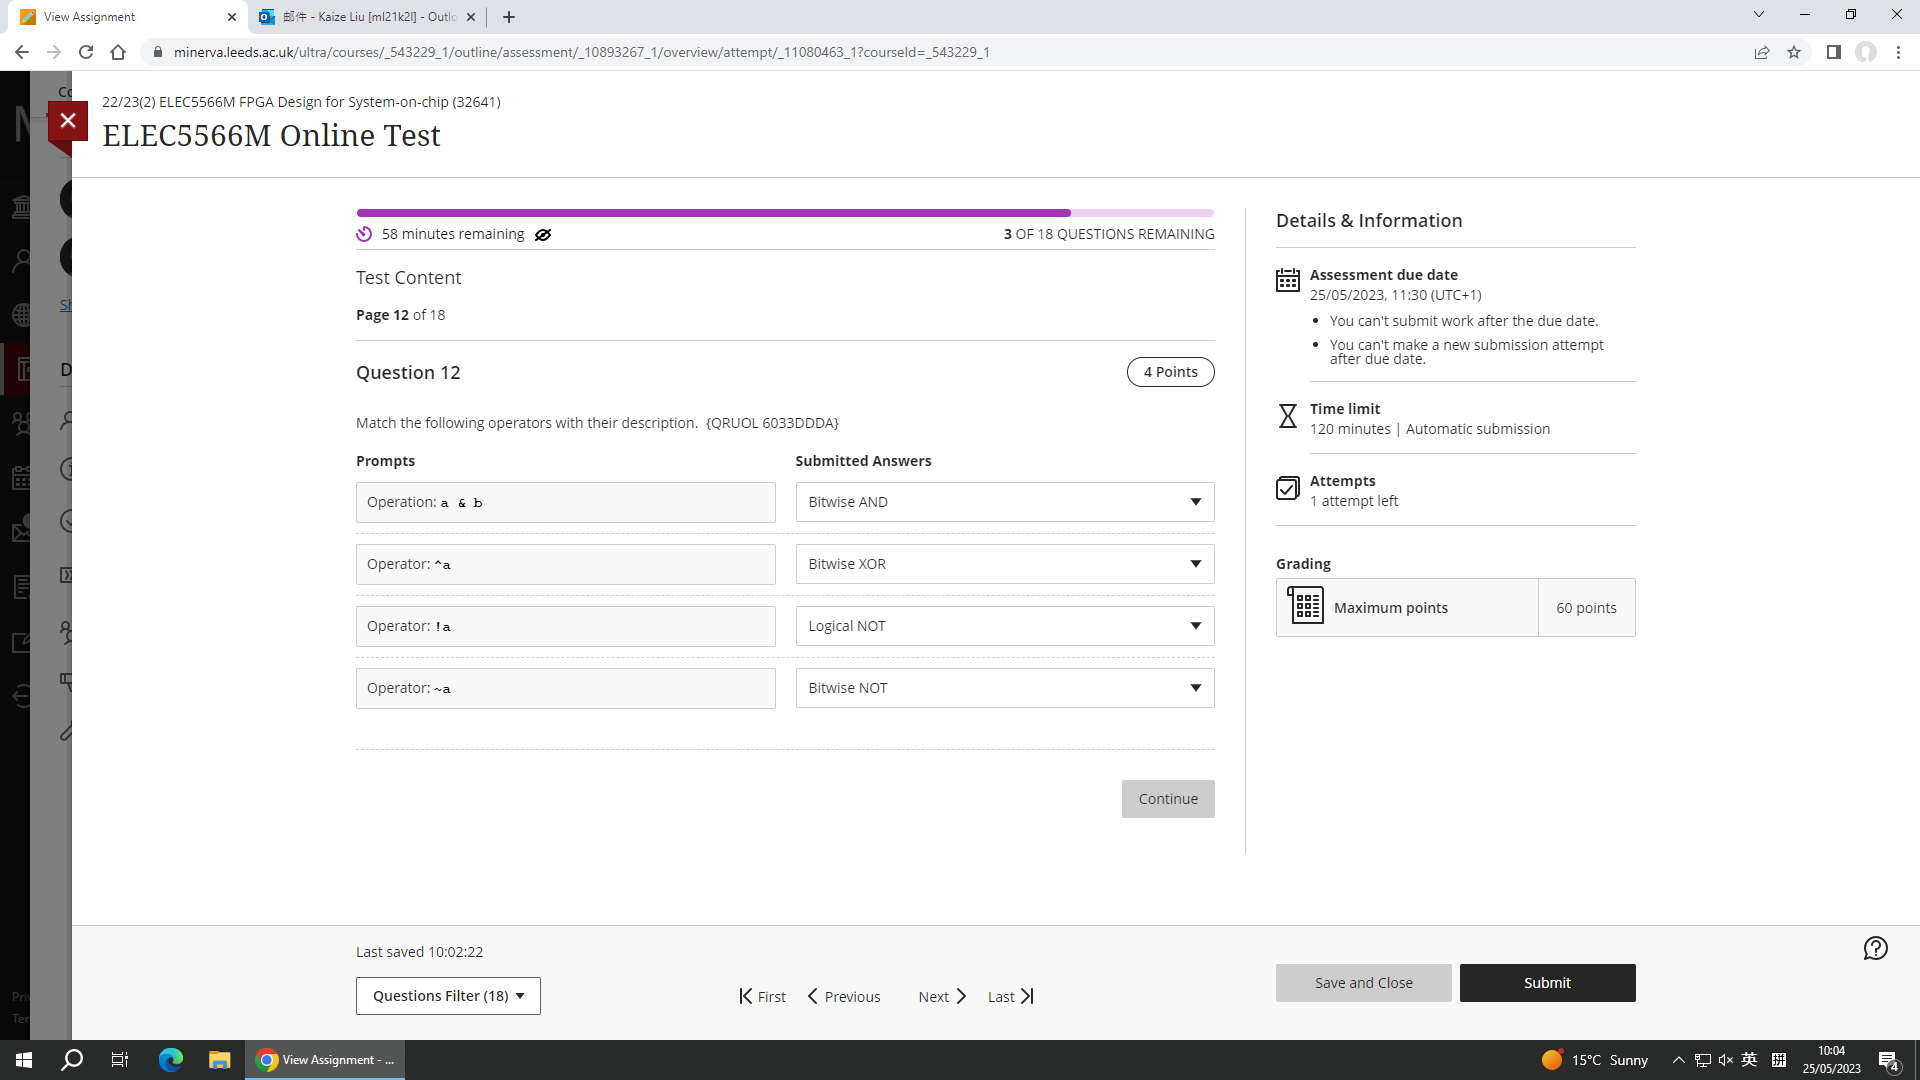 View Assignment
邮件 - Kaize Liu [ml21k2l] - Outlo
minerva.leeds.ac.uk/ultra/courses/_543229_1/outline/assessment/_10893267_1/overview/attempt/_11080463_1?courseId=_543229_1
22/23(2) ELEC5566M FPGA Design for System-on-chip (32641)
ELEC5566M Online Test
58 minutes remaining
3 OF 18 QUESTIONS REMAINING
Test Content
Page 12 of 18
Question 12
4 Points
Match the following operators with their description. {QRUOL 6033DDDA}
Prompts
Submitted Answers
Operation: a & b
Bitwise AND
Operator: ^a
Bitwise XOR
Operator: !a
Logical NOT
Operator: ~a
Bitwise NOT
Continue
Details & Information
Assessment due date
25/05/2023, 11:30 (UTC+1)
• You can't submit work after the due date.
• You can't make a new submission attempt
after due date.
Time limit
120 minutes | Automatic submission
Attempts
1 attempt left
Grading
Maximum points
60 points
Last saved 10:02:22
Questions Filter (18)
First
Previous
Next
Last
Save and Close
Submit
View Assignment - ...
15°C Sunny
英
拼
10:04
25/05/2023
4